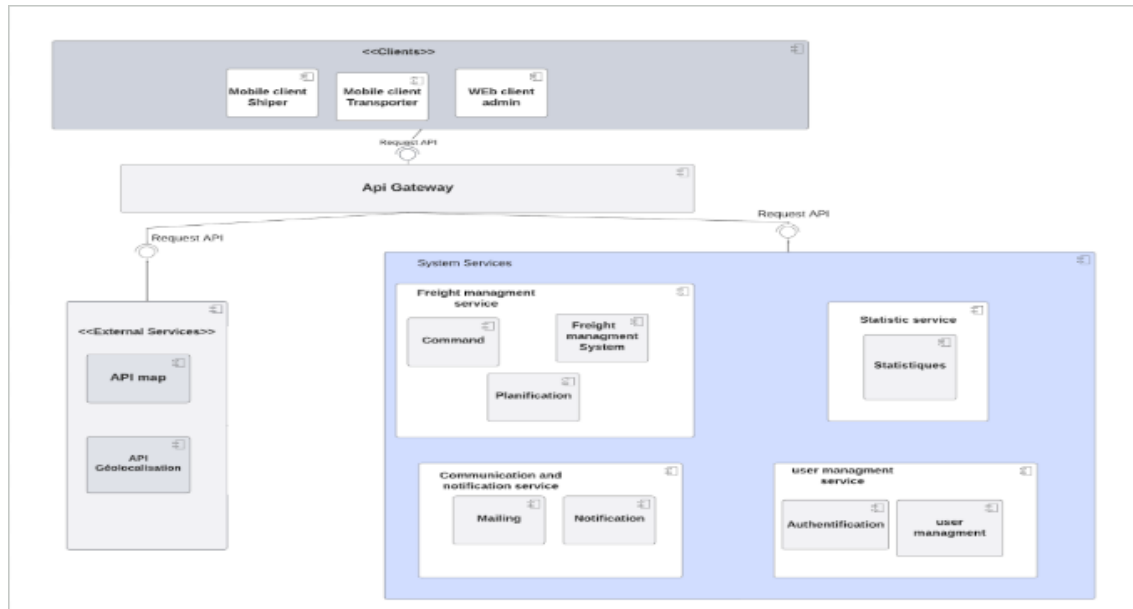 <<Clients>>
Mobile client
Shiper
Mobile client
Transporter
WEb client
admin
Request API
Api Gateway
Request API
Request API
<<External Services>>
API map
API
Géolocalisation
System Services
Freight managment
service
Command
Freight
managment
System
Planification
Statistic service
Statistiques
Communication and
notification service
Mailing
Notification
user managment
service
Authentification
user
managment